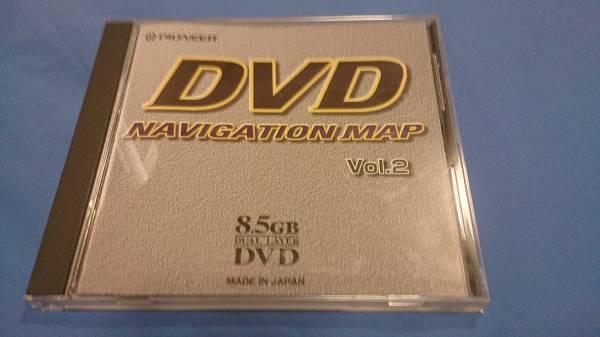 PIONEER
DVD
NAVIGATION MAP
Vol.2
8.5GB
DUAL LAYER
DVD
MADE IN JAPAN